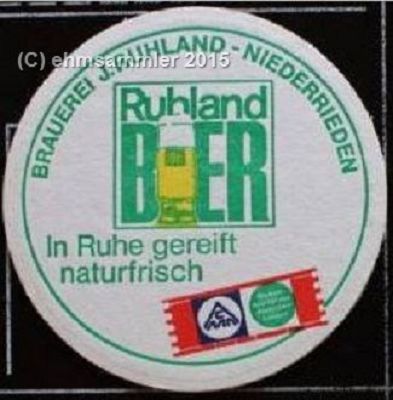 (C) ehmsammler 2015
BRAUEREI J. RUHLAND - NIEDERRIEDEN
Ruhland
BIER
In Ruhe gereift
naturfrisch